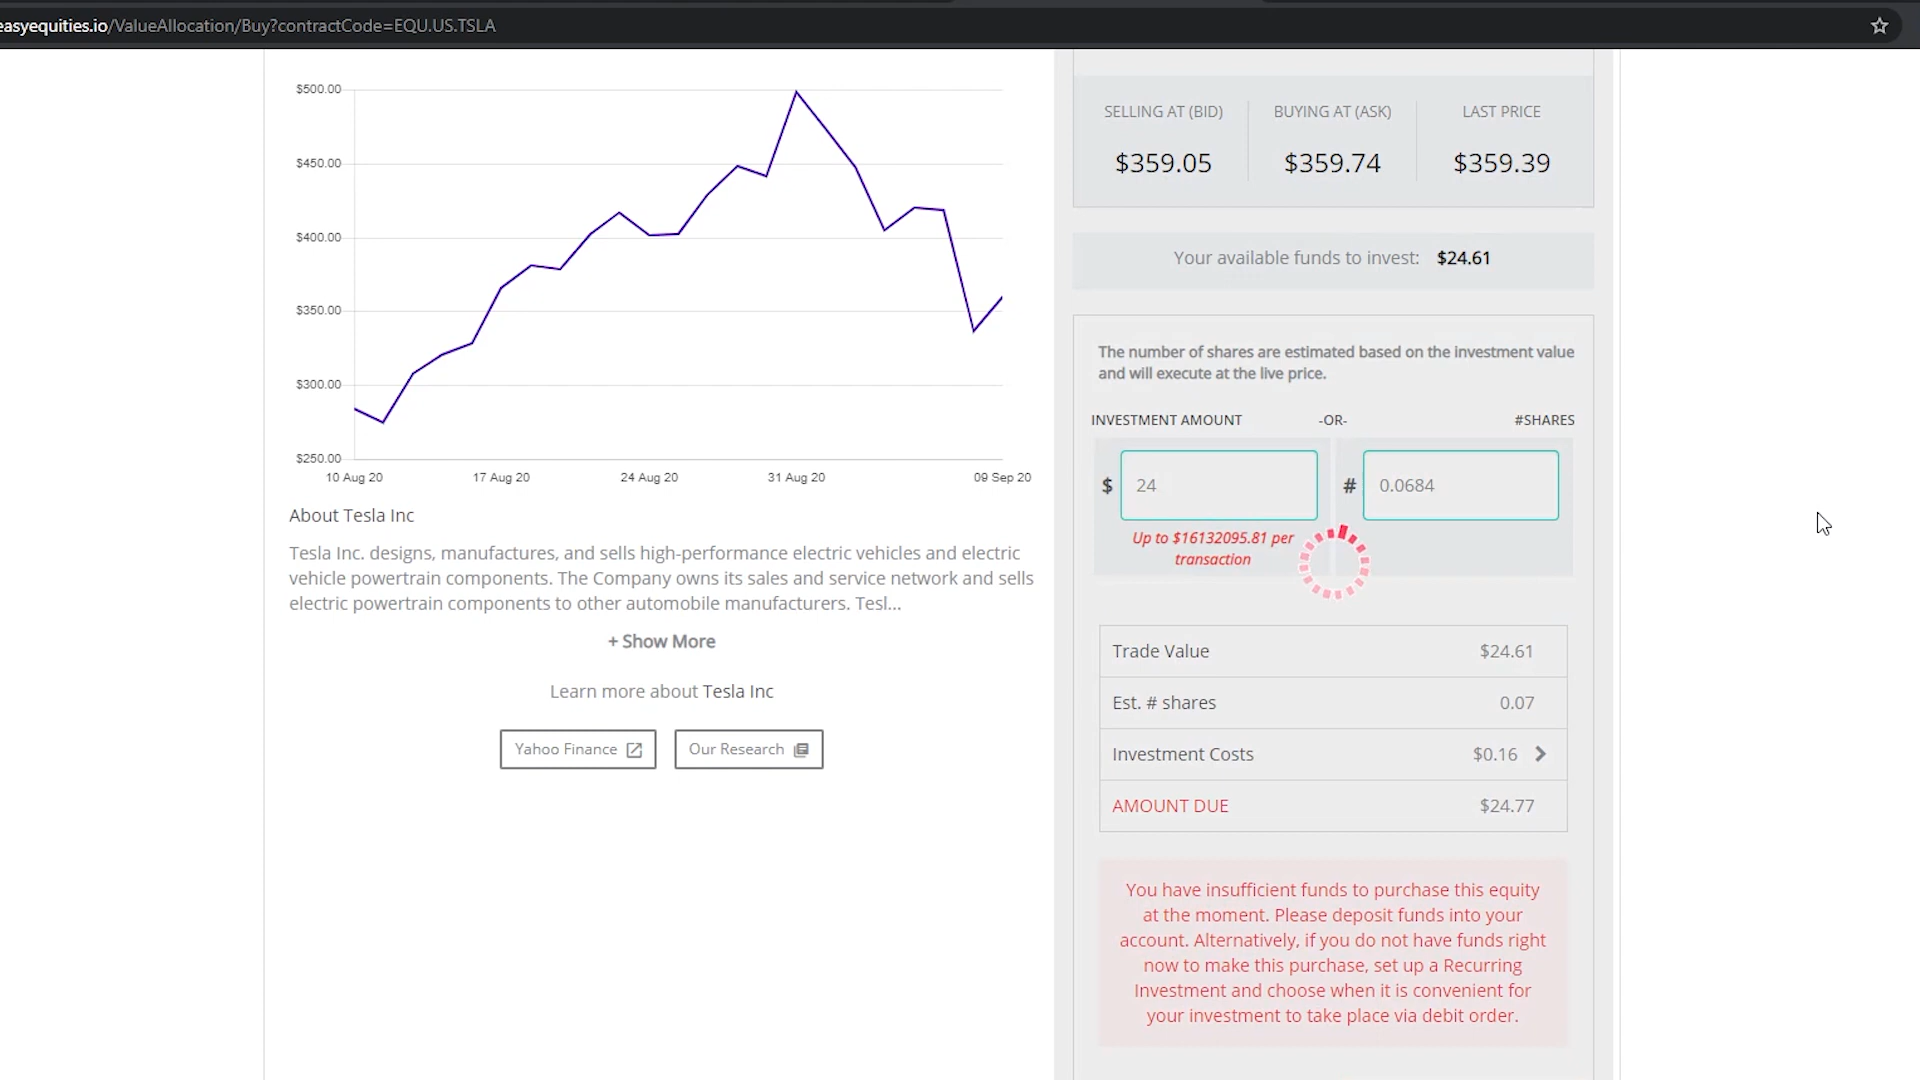 easyequities.io/ValueAllocation/Buy?contractCode=EQU.US.TSLA
$500.00
$450.00
$400.00
$350.00
$300.00
$250.00
10 Aug 20 17 Aug 20 24 Aug 20 31 Aug 20 09 Sep 20
About Tesla Inc
Tesla Inc. designs, manufactures, and sells high-performance electric vehicles and electric
vehicle powertrain components. The Company owns its sales and service network and sells
electric powertrain components to other automobile manufacturers. Tesl...
+ Show More
Learn more about Tesla Inc
Yahoo Finance Our Research
SELLING AT (BID) BUYING AT (ASK) LAST PRICE
$359.05 $359.74 $359.39
Your available funds to invest: $24.61
The number of shares are estimated based on the investment value
and will execute at the live price.
INVESTMENT AMOUNT -OR- #SHARES
$ 24 # 0.0684
Up to $16132095.81 per
transaction
Trade Value $24.61
Est. # shares 0.07
Investment Costs $0.16
AMOUNT DUE $24.77
You have insufficient funds to purchase this equity
at the moment. Please deposit funds into your
account. Alternatively, if you do not have funds right
now to make this purchase, set up a Recurring
Investment and choose when it is convenient for
your investment to take place via debit order.